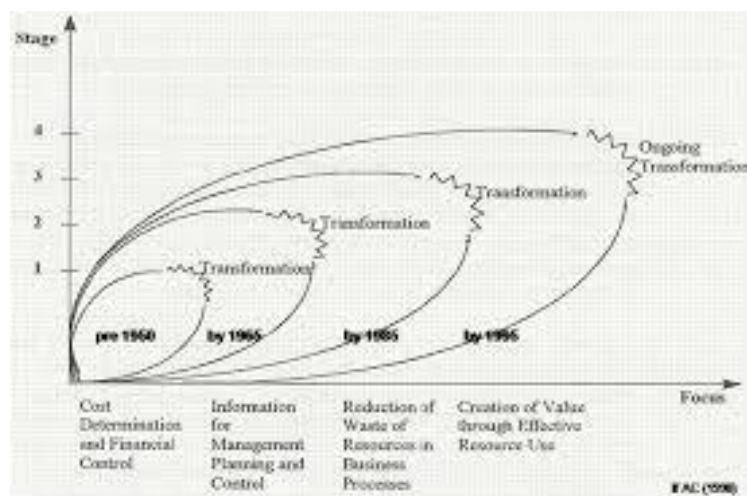 Stage
4
Ongoing
Transformation
3
Transformation
2
Transformation
1
Transformation
pre 1950
by 1965
by 1985
by 1995
Focus
Cost
Determination
and Financial
Control
Information
for
Management
Planning and
Control
Reduction of
Waste of
Resources in
Business
Processes
Creation of Value
through Effective
Resource Use
IFAC (1998)